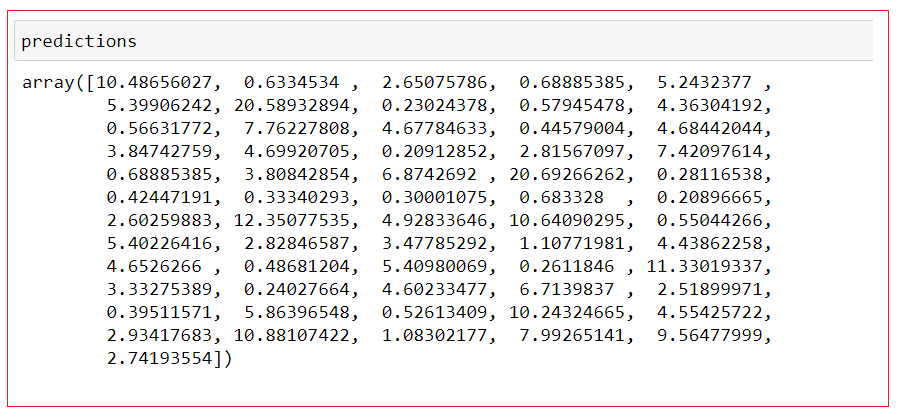 predictions
array([10.48656027, 0.6334534 , 2.65075786, 0.68885385, 5.2432377 ,
5.39906242, 20.58932894, 0.23024378, 0.57945478, 4.36304192,
0.56631772, 7.76227808, 4.67784633, 0.44579004, 4.68442044,
3.84742759, 4.69920705, 0.20912852, 2.81567097, 7.42097614,
0.68885385, 3.80842854, 6.8742692 , 20.69266262, 0.28116538,
0.42447191, 0.33340293, 0.30001075, 0.683328 , 0.20896665,
2.60259883, 12.35077535, 4.92833646, 10.64090295, 0.55044266,
5.40226416, 2.82846587, 3.47785292, 1.10771981, 4.43862258,
4.6526266 , 0.48681204, 5.40980069, 0.2611846 , 11.33019337,
3.33275389, 0.24027664, 4.60233477, 6.7139837 , 2.51899971,
0.39511571, 5.86396548, 0.52613409, 10.24324665, 4.55425722,
2.93417683, 10.88107422, 1.08302177, 7.99265141, 9.56477999,
2.74193554])